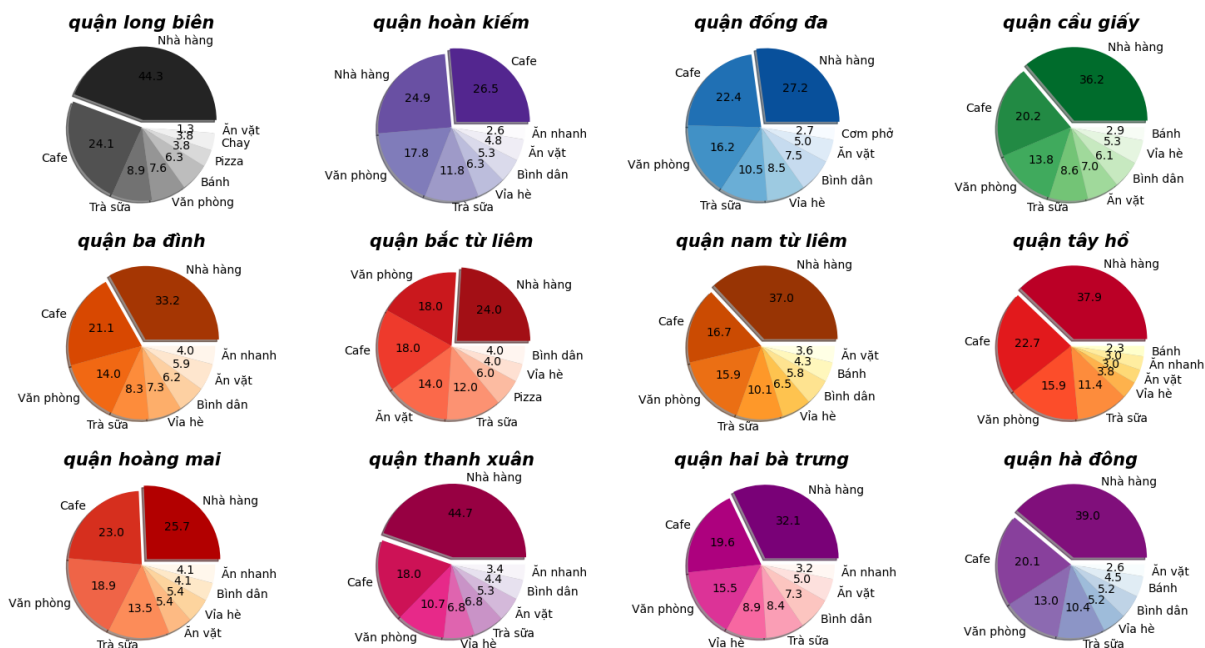 quận long biên
Nhà hàng
44.3
Cafe
24.1
Trà sữa
8.9
Văn phòng
7.6
Bánh
6.3
Pizza
3.8
Chay
3.8
Ăn vặt
1.3
quận hoàn kiếm
Cafe
26.5
Nhà hàng
24.9
Văn phòng
17.8
Trà sữa
11.8
Vỉa hè
6.3
Bình dân
5.3
Ăn vặt
4.8
Ăn nhanh
2.6
quận đống đa
Nhà hàng
27.2
Cafe
22.4
Văn phòng
16.2
Trà sữa
10.5
Vỉa hè
8.5
Bình dân
7.5
Ăn vặt
5.0
Cơm phở
2.7
quận cầu giấy
Nhà hàng
36.2
Cafe
20.2
Văn phòng
13.8
Trà sữa
8.6
Ăn vặt
7.0
Bình dân
6.1
Vỉa hè
5.3
Bánh
2.9
quận ba đình
Nhà hàng
33.2
Cafe
21.1
Văn phòng
14.0
Trà sữa
8.3
Vỉa hè
7.3
Bình dân
6.2
Ăn vặt
5.9
Ăn nhanh
4.0
quận bắc từ liêm
Nhà hàng
24.0
Văn phòng
18.0
Cafe
18.0
Ăn vặt
14.0
Trà sữa
12.0
Pizza
6.0
Vỉa hè
4.0
Bình dân
4.0
quận nam từ liêm
Nhà hàng
37.0
Cafe
16.7
Văn phòng
15.9
Trà sữa
10.1
Vỉa hè
6.5
Bình dân
5.8
Bánh
4.3
Ăn vặt
3.6
quận tây hồ
Nhà hàng
37.9
Cafe
22.7
Văn phòng
15.9
Trà sữa
11.4
Vỉa hè
3.8
Ăn vặt
3.0
Ăn nhanh
3.0
Bánh
2.3
quận hoàng mai
Nhà hàng
25.7
Cafe
23.0
Văn phòng
18.9
Trà sữa
13.5
Ăn vặt
5.4
Vỉa hè
5.4
Bình dân
4.1
Ăn nhanh
4.1
quận thanh xuân
Nhà hàng
44.7
Cafe
18.0
Văn phòng
10.7
Vỉa hè
6.8
Trà sữa
6.8
Ăn vặt
5.3
Bình dân
4.4
Ăn nhanh
3.4
quận hai bà trưng
Nhà hàng
32.1
Cafe
19.6
Văn phòng
15.5
Vỉa hè
8.9
Trà sữa
8.4
Bình dân
7.3
Ăn vặt
5.0
Ăn nhanh
3.2
quận hà đông
Nhà hàng
39.0
Cafe
20.1
Văn phòng
13.0
Trà sữa
10.4
Vỉa hè
5.2
Bình dân
5.2
Bánh
4.5
Ăn vặt
2.6